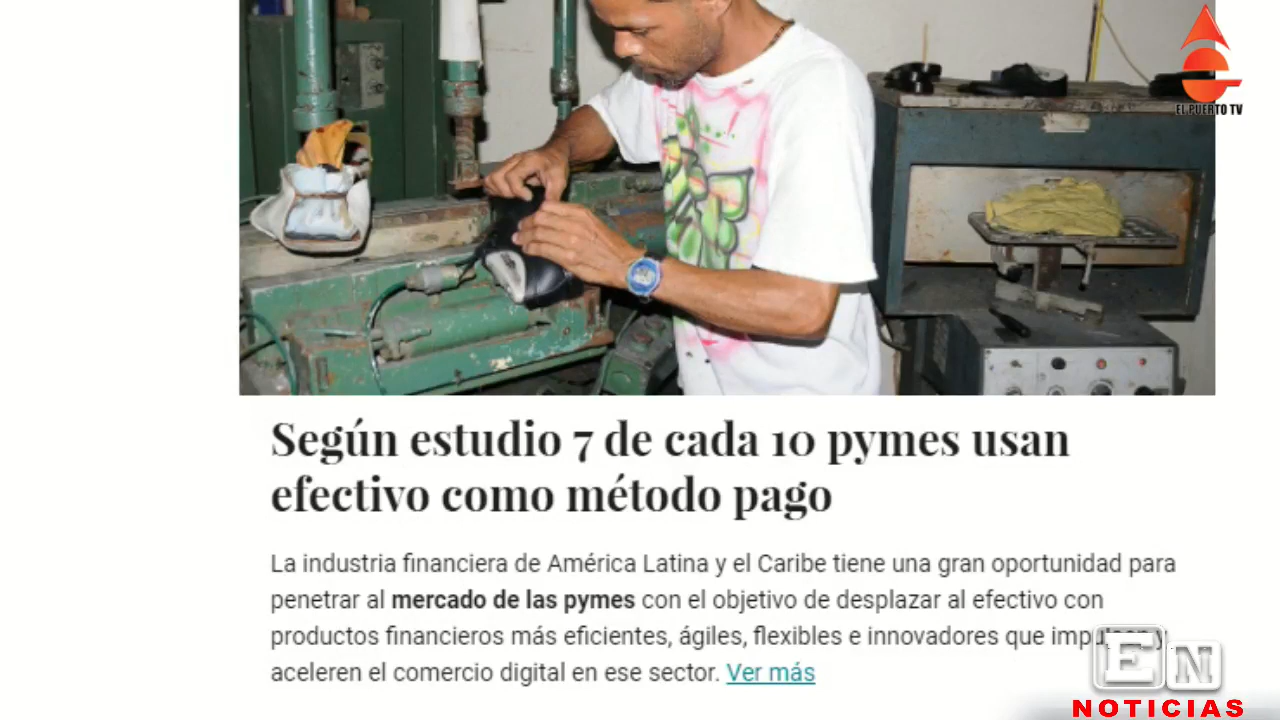 EL PUERTO TV
Según estudio 7 de cada 10 pymes usan
efectivo como método pago
La industria financiera de América Latina y el Caribe tiene una gran oportunidad para
penetrar al mercado de las pymes con el objetivo de desplazar al efectivo con
productos financieros más eficientes, ágiles, flexibles e innovadores que impulsen y
aceleren el comercio digital en ese sector. Ver más
EN
NOTICIAS